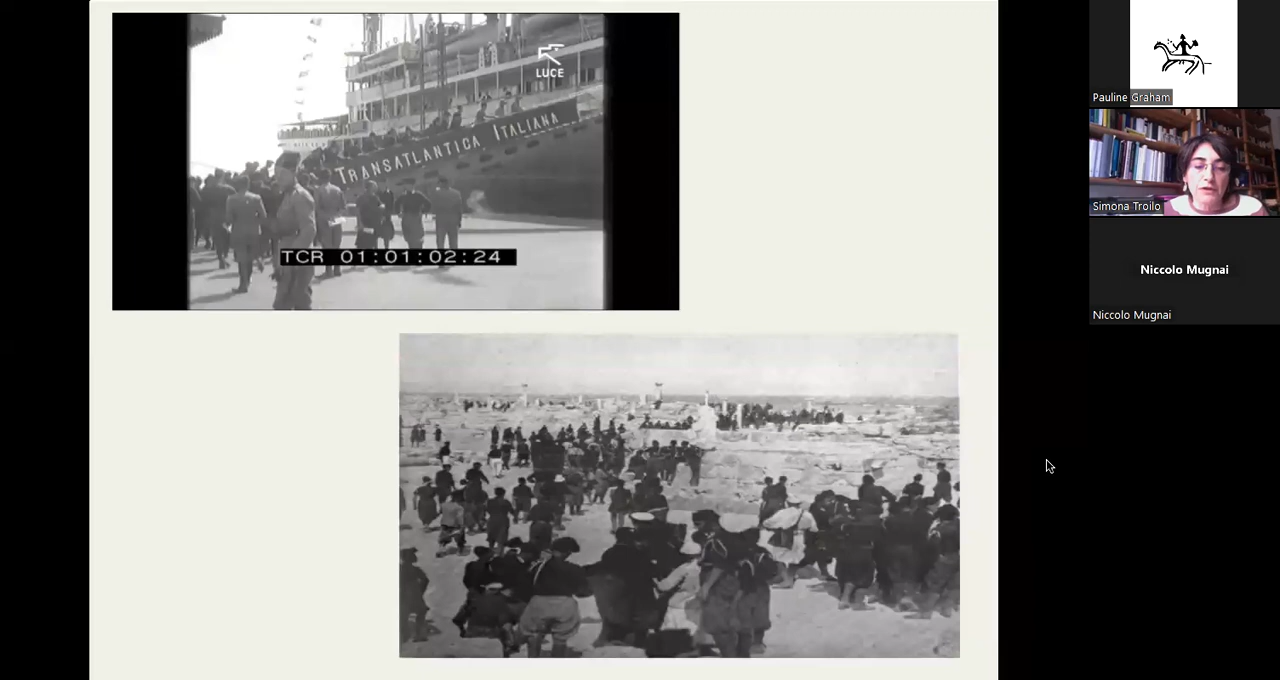 LUCE
TRANSATLANTICA ITALIANA
TCR 01:01:02:24
Pauline Graham
Simona Troilo
Niccolo Mugnai
Niccolo Mugnai